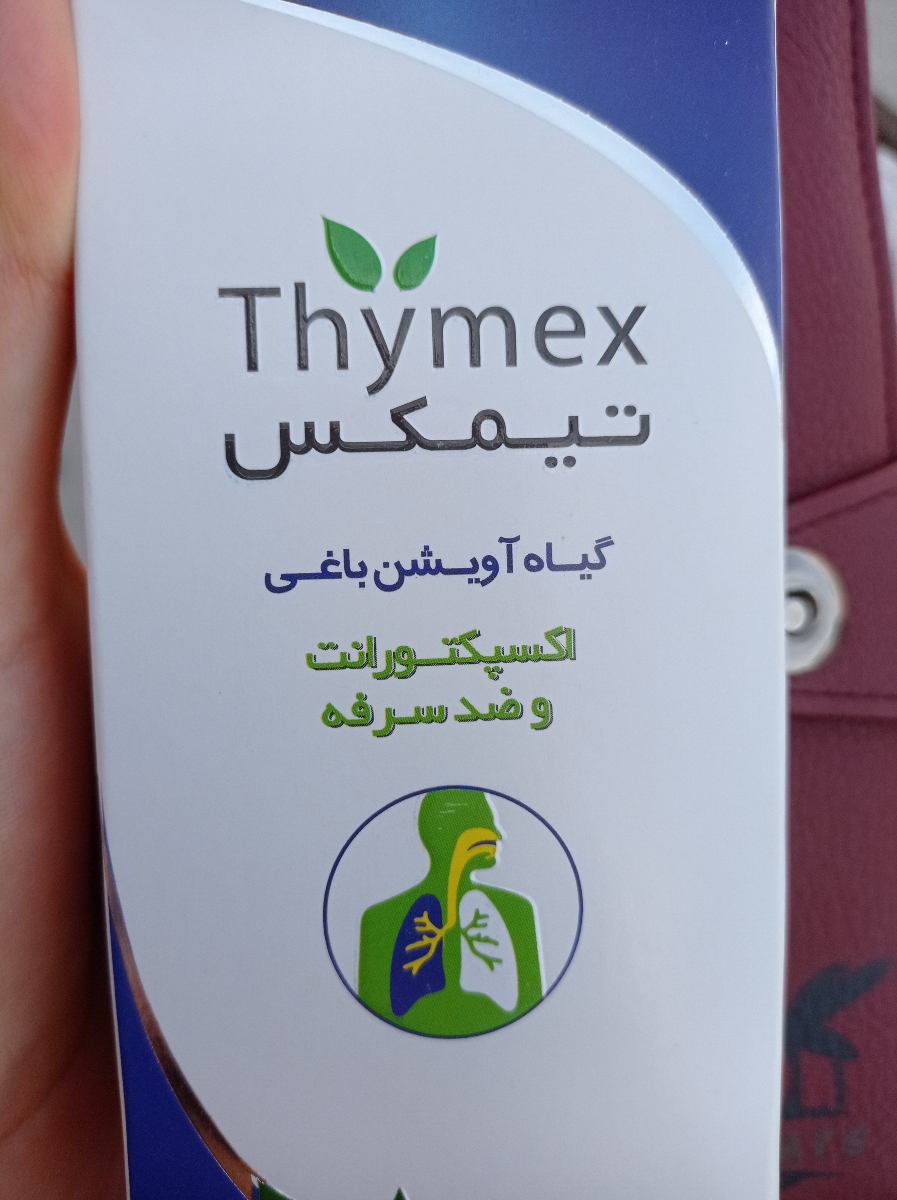 Thymex
تیمکس
گیاه آویشن باغی
اکسپکتورانت
و ضد سرفه